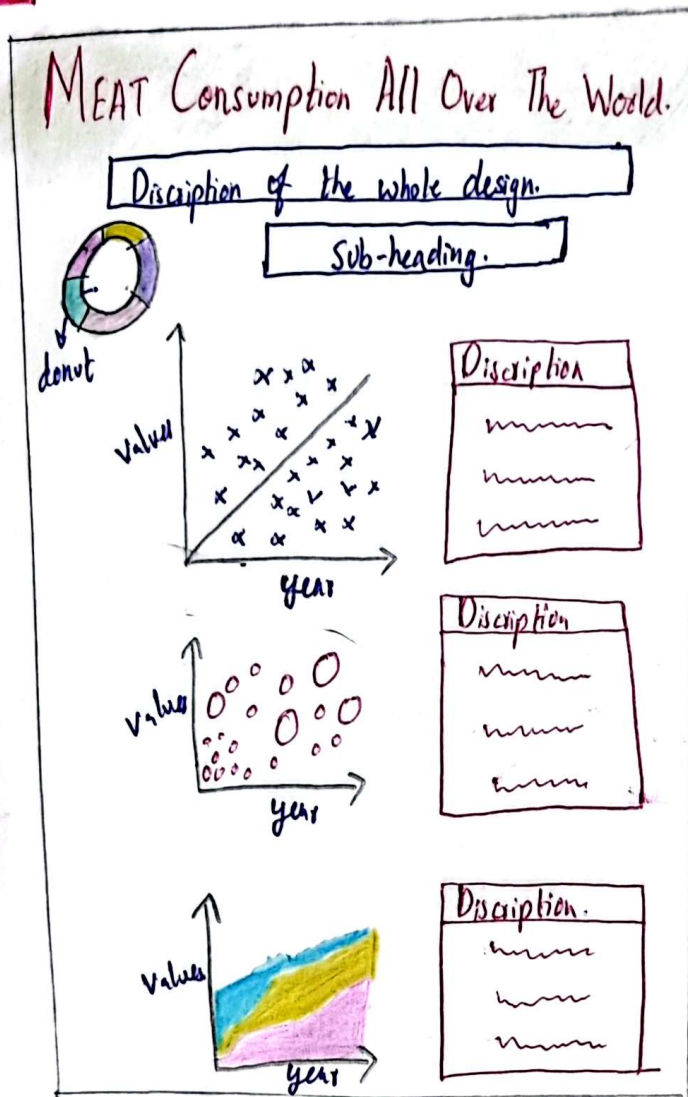 MEAT Consumption All Over The World.
Discription of the whole design.
Sub-heading.
donut
values
year
Discription
values
year
Discription
values
year
Discription.